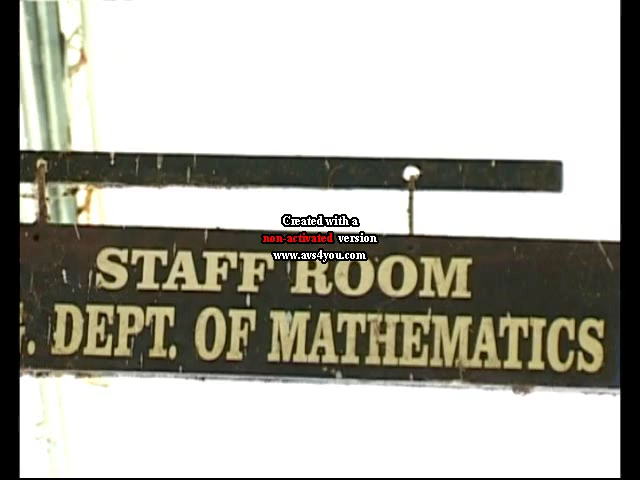 Created with a
non-activated version
www.avs4you.com
STAFF ROOM
. DEPT. OF MATHEMATICS